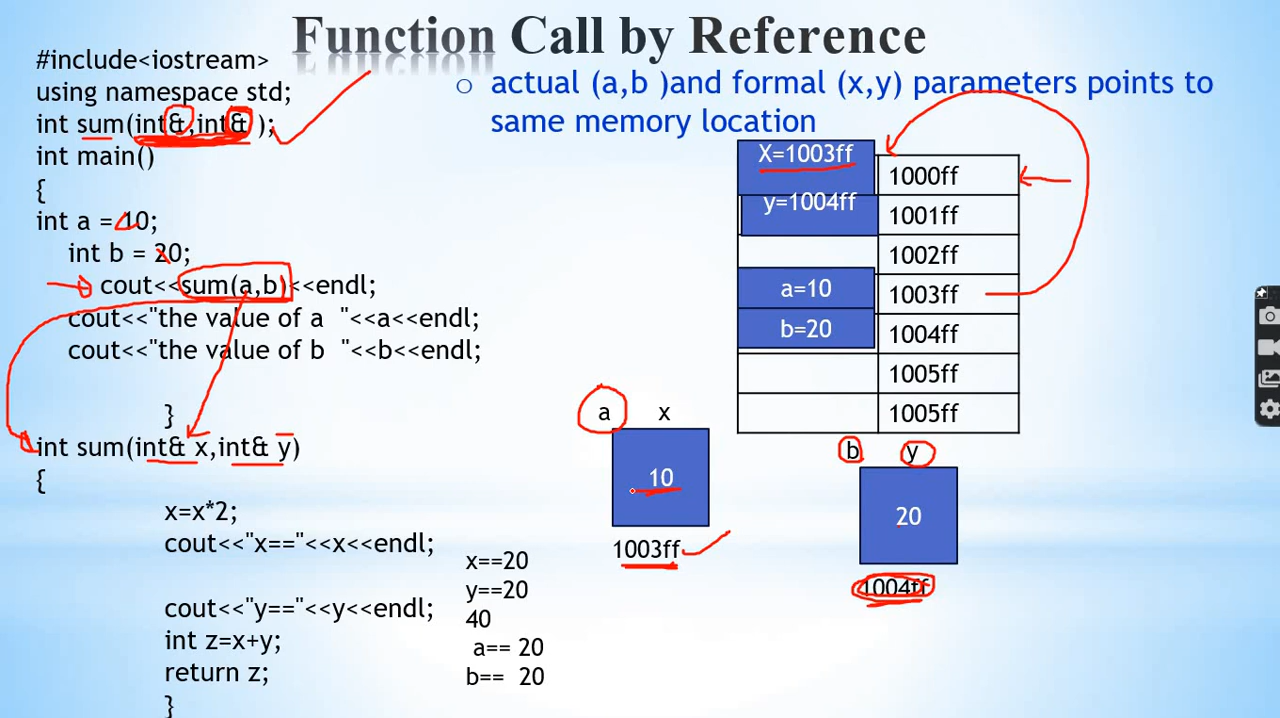 Function Call by Reference
#include<iostream>
using namespace std;
int sum(int&,int& );
int main()
{
int a = 10;
int b = 20;
cout<<sum(a,b)<<endl;
cout<<"the value of a "<<a<<endl;
cout<<"the value of b "<<b<<endl;
}
int sum(int& x,int& y)
{
x=x*2;
cout<<"x=="<<x<<endl;
cout<<"y=="<<y<<endl;
int z=x+y;
return z;
}
x==20
y==20
40
a== 20
b== 20
o actual (a,b )and formal (x,y) parameters points to
same memory location
X=1003ff 1000ff
y=1004ff 1001ff
1002ff
a=10 1003ff
b=20 1004ff
1005ff
1005ff
a x
10
1003ff
b y
20
1004ff